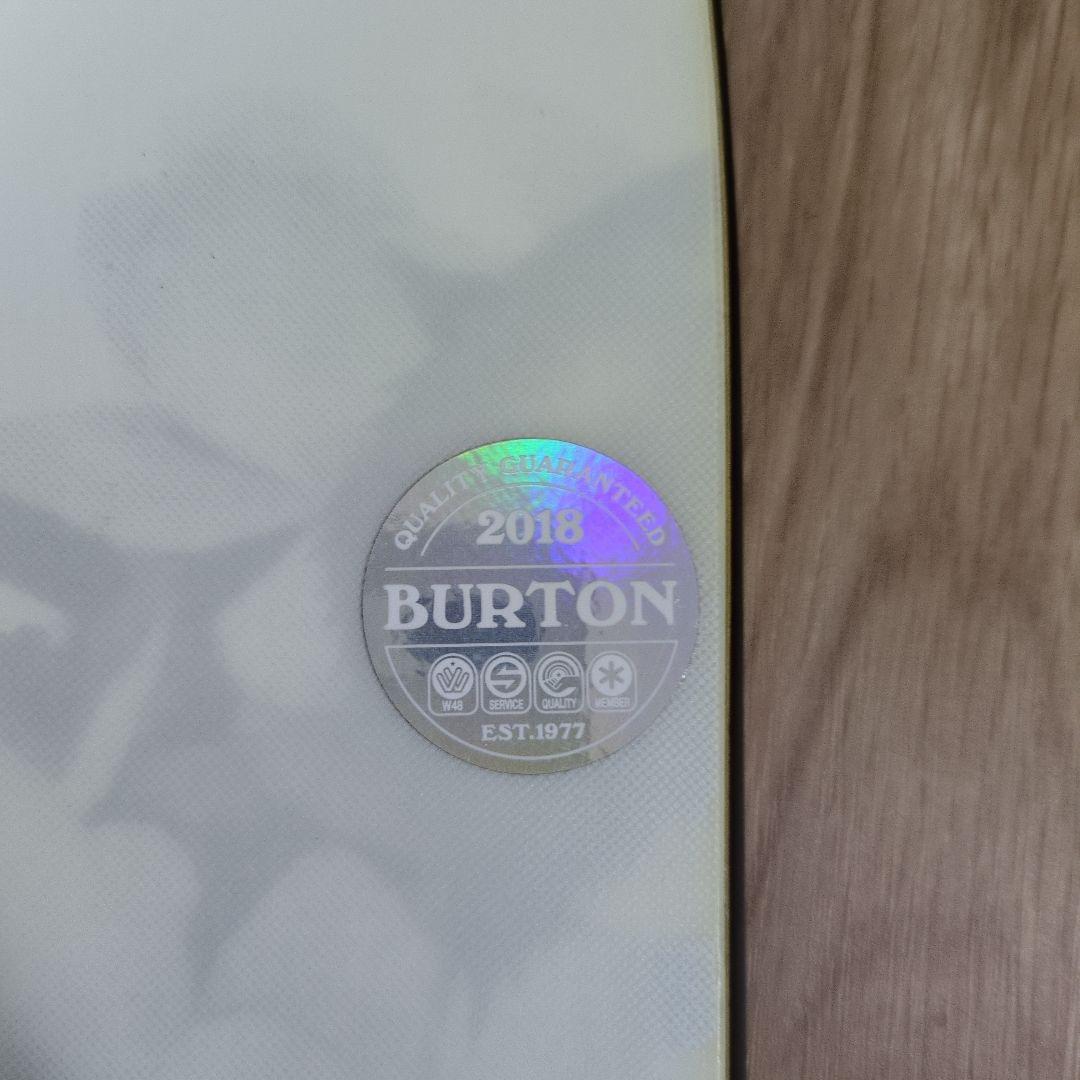 QUALITY GUARANTEED
2018
BURTON
W48 SERVICE QUALITY MEMBER
EST.1977